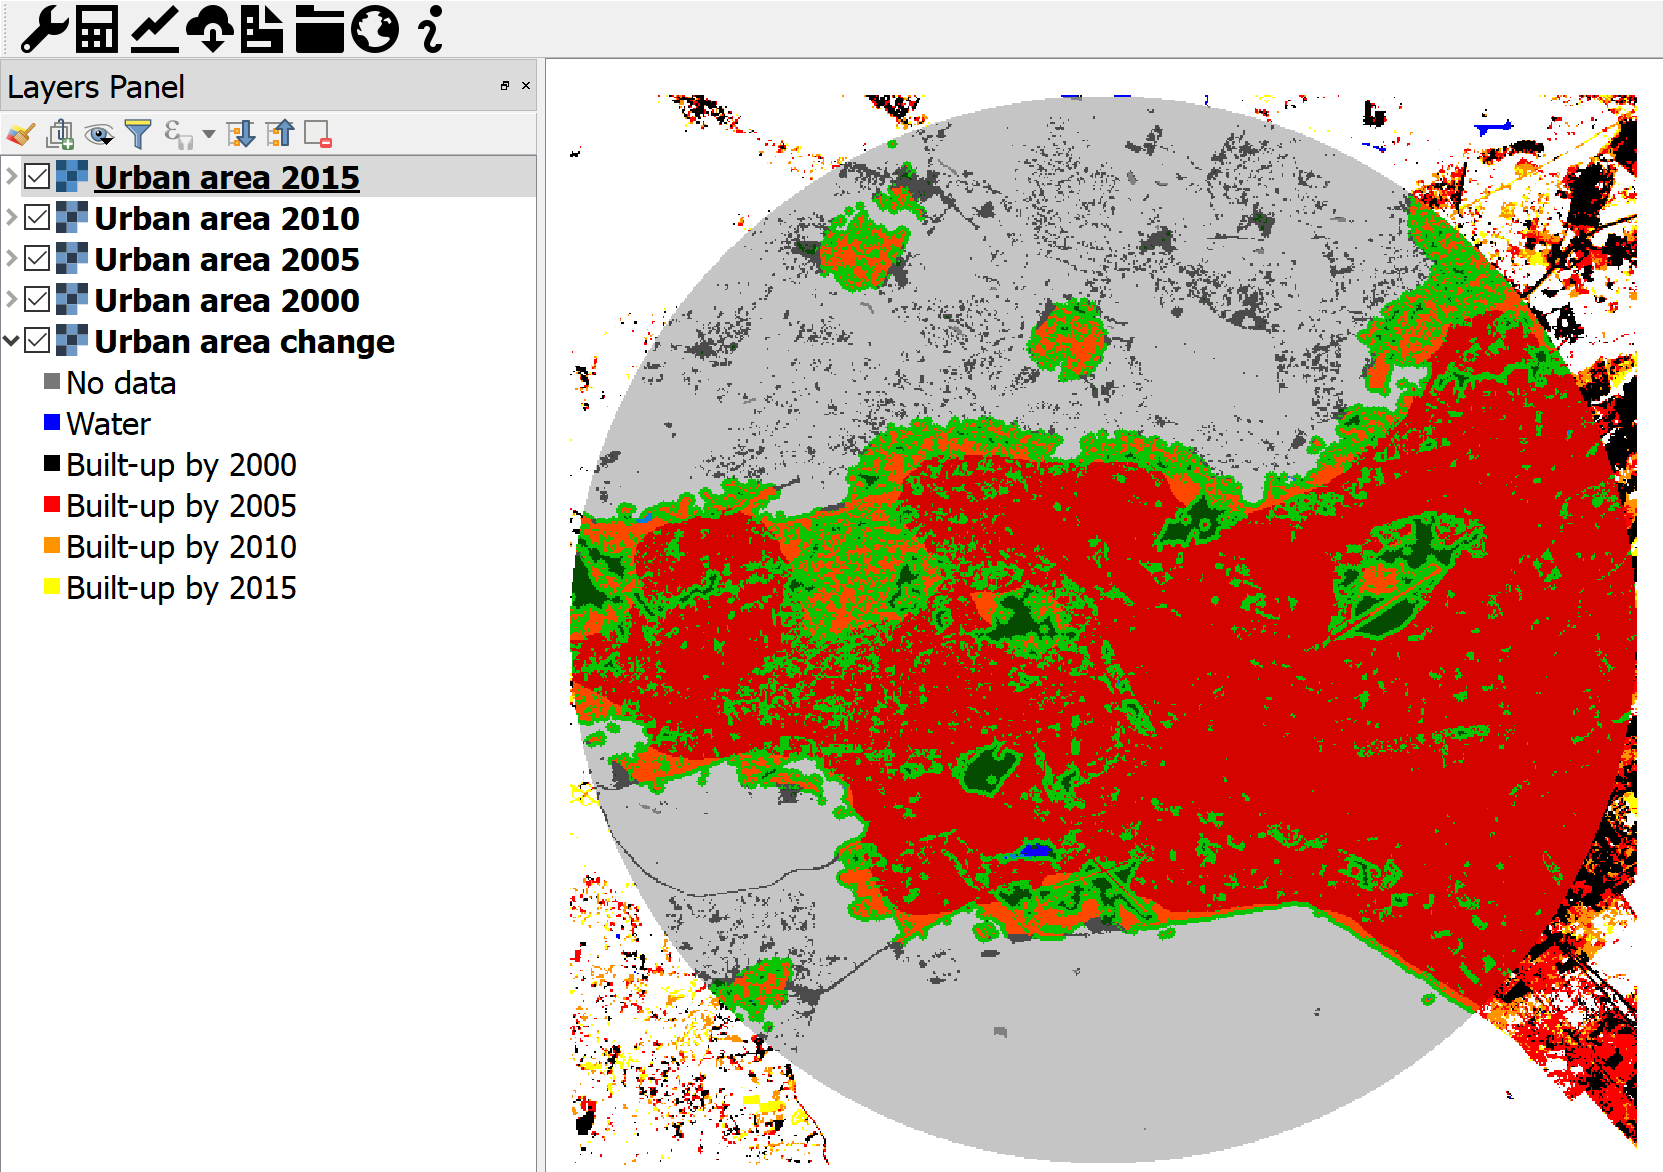 Layers Panel
Urban area 2015
Urban area 2010
Urban area 2005
Urban area 2000
Urban area change
No data
Water
Built-up by 2000
Built-up by 2005
Built-up by 2010
Built-up by 2015